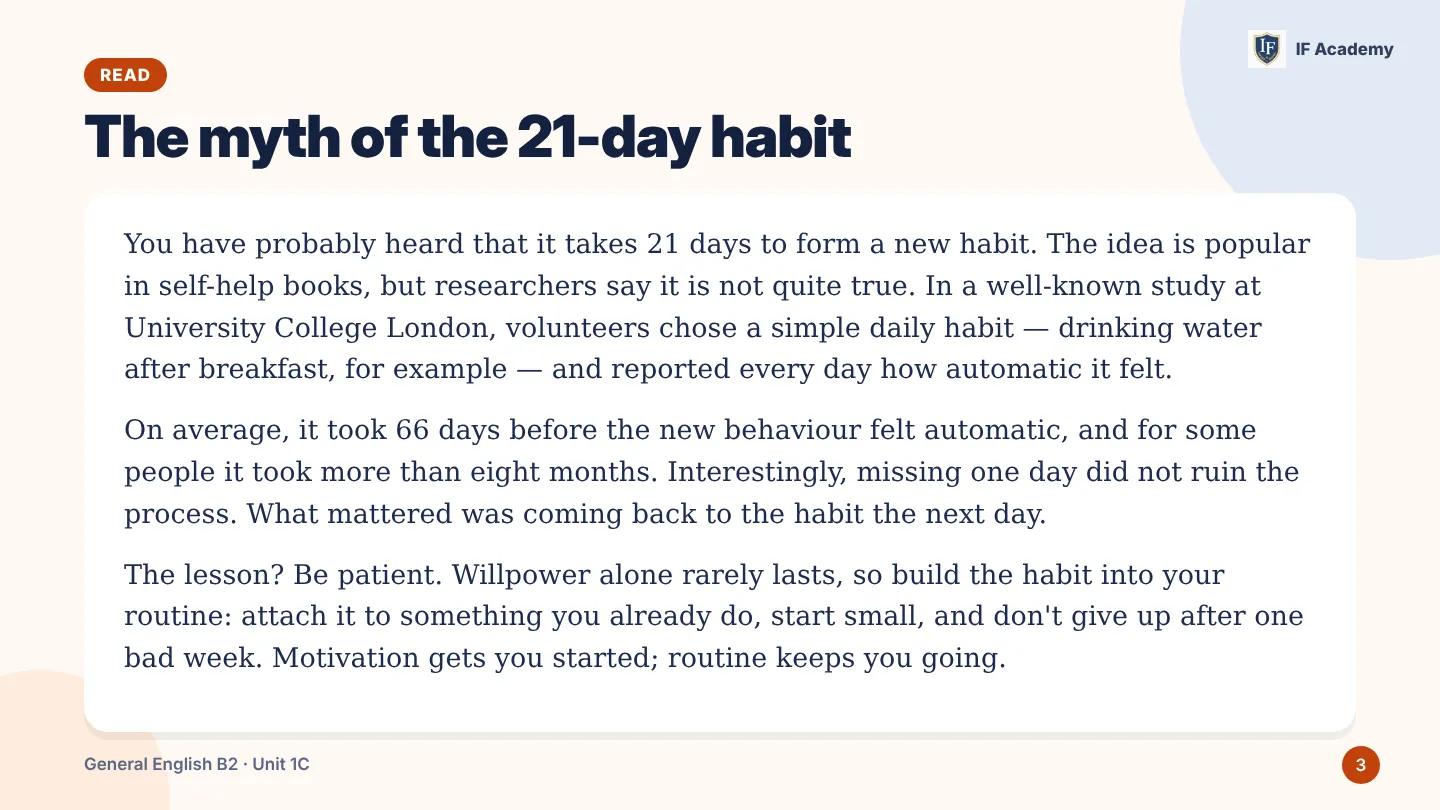 IF
IF Academy
READ
The myth of the 21-day habit
You have probably heard that it takes 21 days to form a new habit. The idea is popular
in self-help books, but researchers say it is not quite true. In a well-known study at
University College London, volunteers chose a simple daily habit — drinking water
after breakfast, for example — and reported every day how automatic it felt.
On average, it took 66 days before the new behaviour felt automatic, and for some
people it took more than eight months. Interestingly, missing one day did not ruin the
process. What mattered was coming back to the habit the next day.
The lesson? Be patient. Willpower alone rarely lasts, so build the habit into your
routine: attach it to something you already do, start small, and don't give up after one
bad week. Motivation gets you started; routine keeps you going.
General English B2 · Unit 1C
3